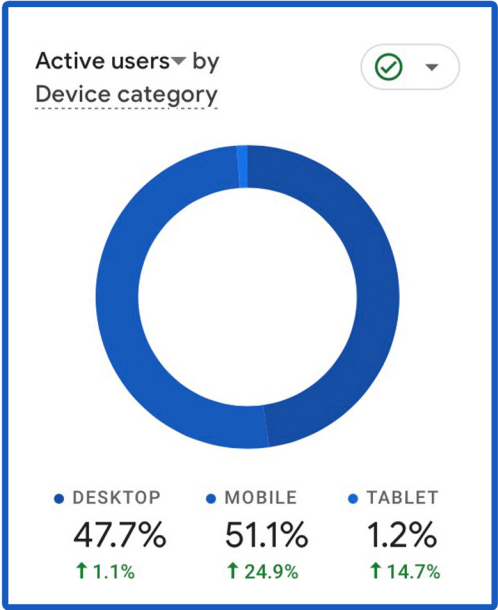 Active users by
Device category
DESKTOP MOBILE TABLET
47.7% 51.1% 1.2%
↑ 1.1% ↑ 24.9% ↑ 14.7%